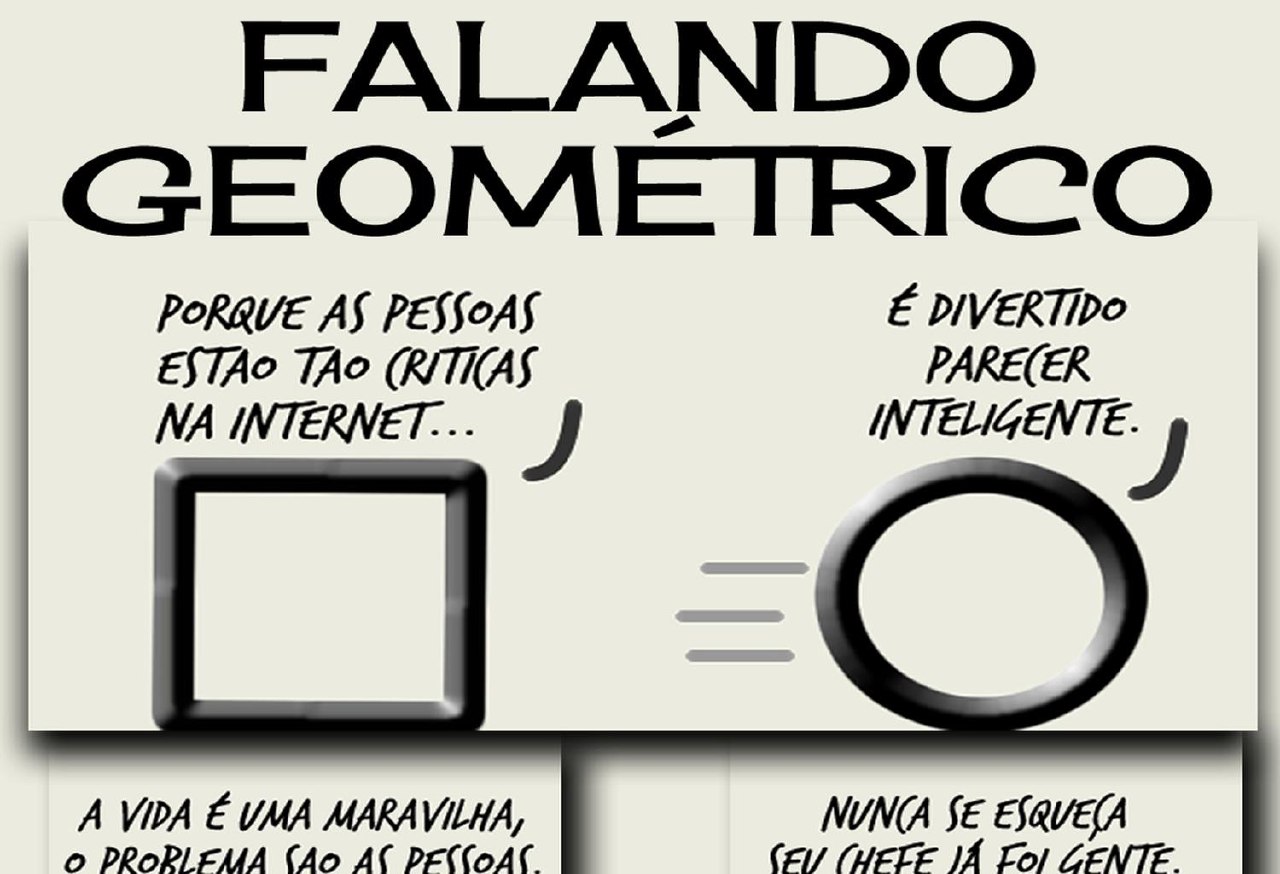 FALANDO
GEOMÉTRICO
PORQUE AS PESSOAS
ESTAO TAO CRITICAS
NA INTERNET...
É DIVERTIDO
PARECER
INTELIGENTE.
A VIDA É UMA MARAVILHA,
O PROBLEMA SAO AS PESSOAS.
NUNCA SE ESQUEÇA
SEU CHEFE JÁ FOI GENTE.